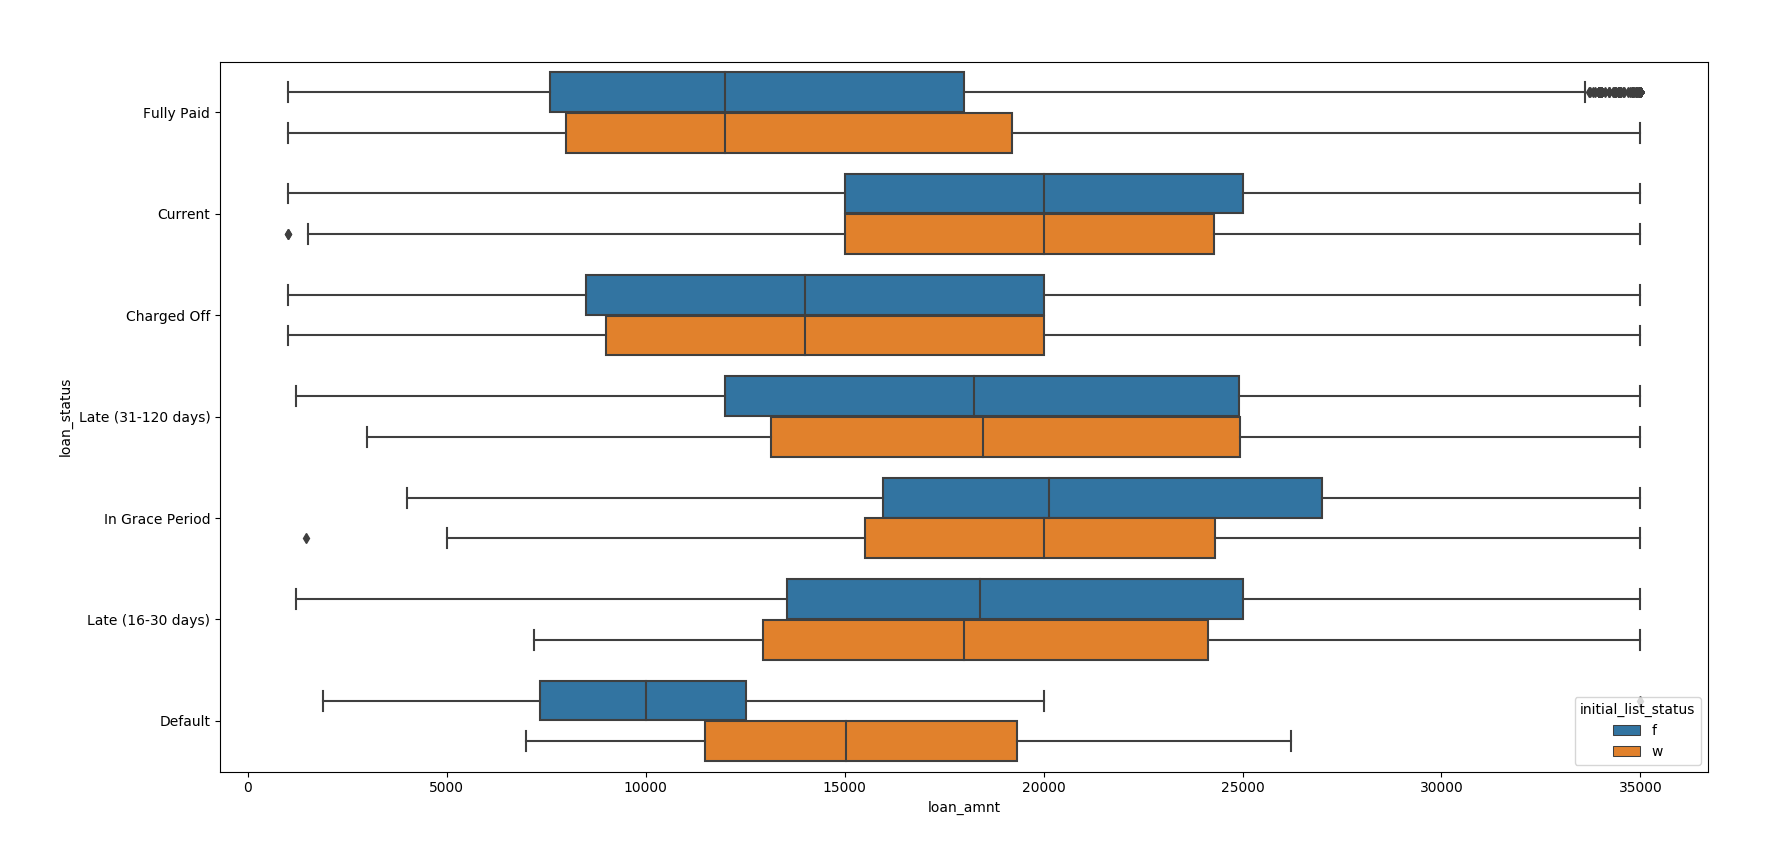 Fully Paid
Current
Charged Off
Late (31-120 days)
In Grace Period
Late (16-30 days)
Default
loan_status
0 5000 10000 15000 20000 25000 30000 35000
loan_amnt
initial_list_status
f
w